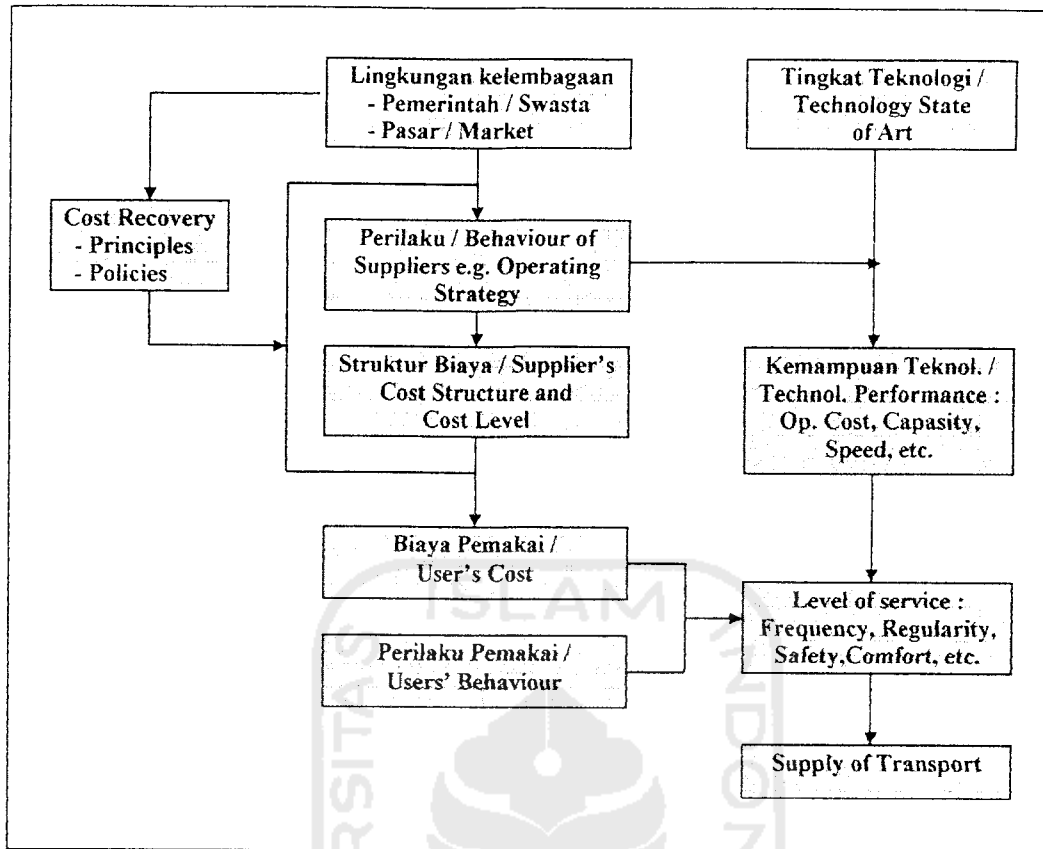 Lingkungan kelembagaan
- Pemerintah / Swasta
- Pasar / Market
Tingkat Teknologi /
Technology State
of Art
Cost Recovery
- Principles
- Policies
Perilaku / Behaviour of
Suppliers e.g. Operating
Strategy
Struktur Biaya / Supplier's
Cost Structure and
Cost Level
Kemampuan Teknol. /
Technol. Performance :
Op. Cost, Capasity,
Speed, etc.
Biaya Pemakai /
User's Cost
Perilaku Pemakai /
Users' Behaviour
Level of service :
Frequency, Regularity,
Safety,Comfort, etc.
Supply of Transport
ISLAM
RSITAS
INDON